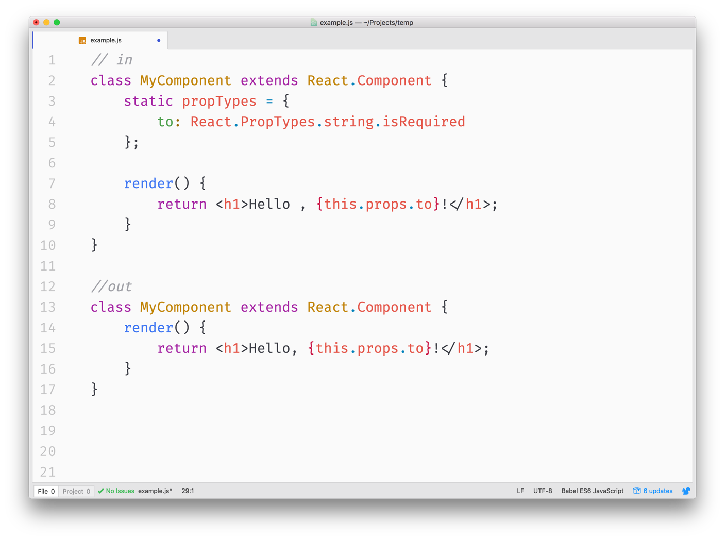 example.js — ~/Projects/temp
example.js
1 // in
2 class MyComponent extends React.Component {
3 static propTypes = {
4 to: React.PropTypes.string.isRequired
5 };
6
7 render() {
8 return <h1>Hello , {this.props.to}!</h1>;
9 }
10 }
11
12 //out
13 class MyComponent extends React.Component {
14 render() {
15 return <h1>Hello, {this.props.to}!</h1>;
16 }
17 }
18
19
20
21
File 0 Project 0 No Issues example.js* 29:1 LF UTF-8 Babel ES6 JavaScript 8 updates